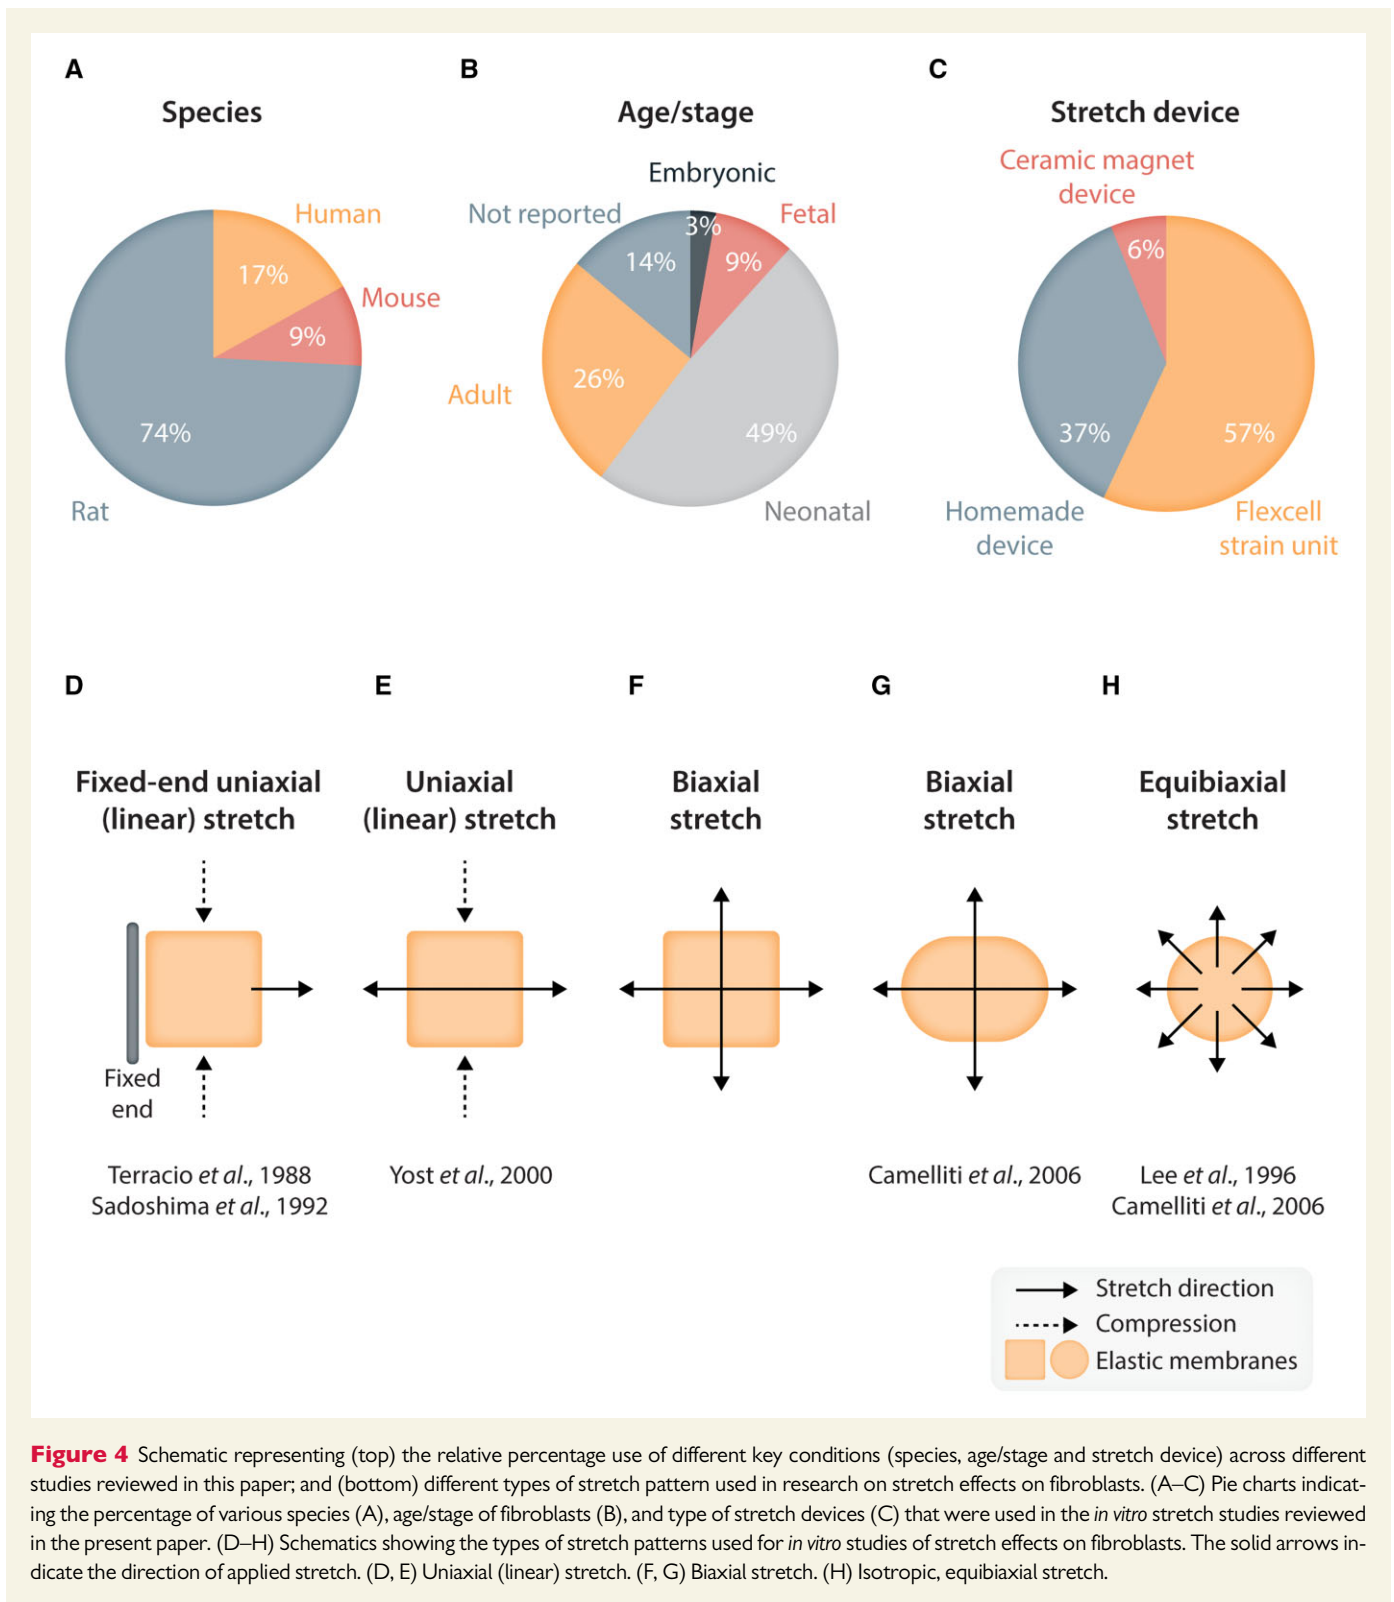 A
B
C
Species
Age/stage
Stretch device
Human
17%
Mouse
9%
74%
Rat
Embryonic
3%
Not reported
14%
Fetal
9%
Adult
26%
49%
Neonatal
Ceramic magnet
device
6%
37%
57%
Homemade
device
Flexcell
strain unit
D
E
F
G
H
Fixed-end uniaxial
(linear) stretch
Uniaxial
(linear) stretch
Biaxial
stretch
Biaxial
stretch
Equibiaxial
stretch
Fixed
end
Terracio et al., 1988
Sadoshima et al., 1992
Yost et al., 2000
Camelliti et al., 2006
Lee et al., 1996
Camelliti et al., 2006
Stretch direction
Compression
Elastic membranes
Figure 4 Schematic representing (top) the relative percentage use of different key conditions (species, age/stage and stretch device) across different
studies reviewed in this paper; and (bottom) different types of stretch pattern used in research on stretch effects on fibroblasts. (A–C) Pie charts indicat-
ing the percentage of various species (A), age/stage of fibroblasts (B), and type of stretch devices (C) that were used in the in vitro stretch studies reviewed
in the present paper. (D–H) Schematics showing the types of stretch patterns used for in vitro studies of stretch effects on fibroblasts. The solid arrows in-
dicate the direction of applied stretch. (D, E) Uniaxial (linear) stretch. (F, G) Biaxial stretch. (H) Isotropic, equibiaxial stretch.